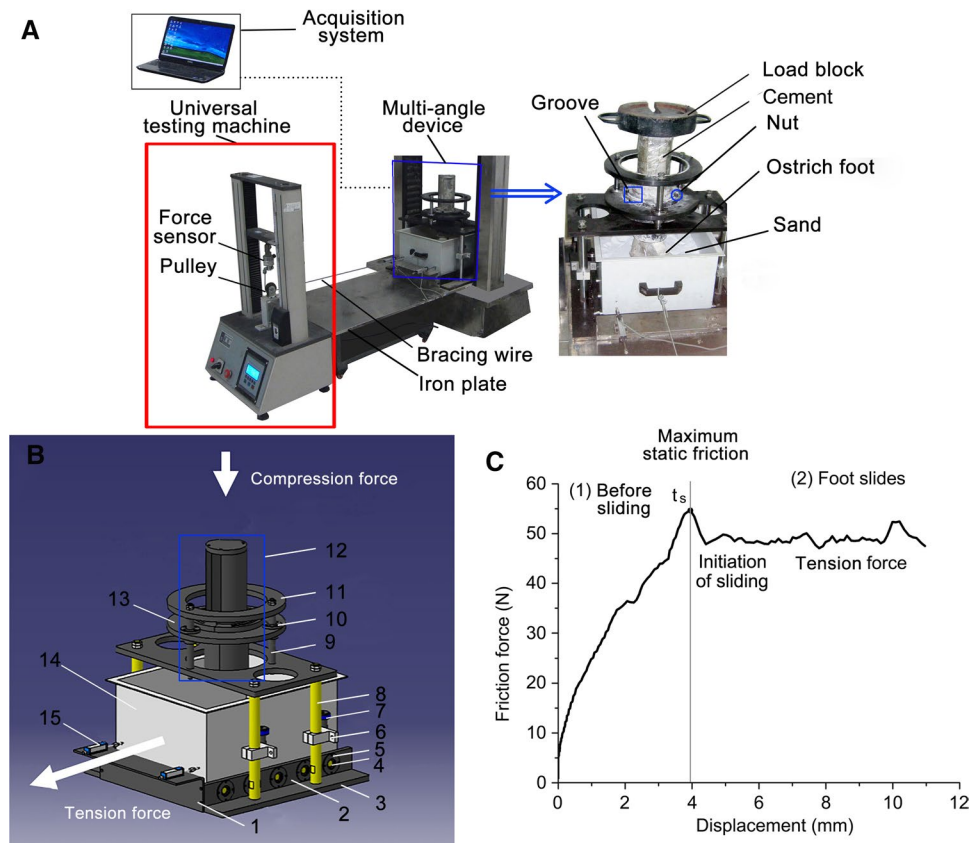 A
Acquisition
system
Universal
testing machine
Multi-angle
device
Force
sensor
Pulley
Bracing wire
Iron plate
Groove
Load block
Cement
Nut
Ostrich foot
Sand
B
Compression force
12
11
13
10
9
14
8
7
15
6
5
4
Tension force
1
2
3
C
Maximum
static friction
(1) Before
sliding
ts
(2) Foot slides
Initiation
of sliding
Tension force
Friction force (N)
60
50
40
30
20
10
0
0 2 4 6 8 10 12
Displacement (mm)